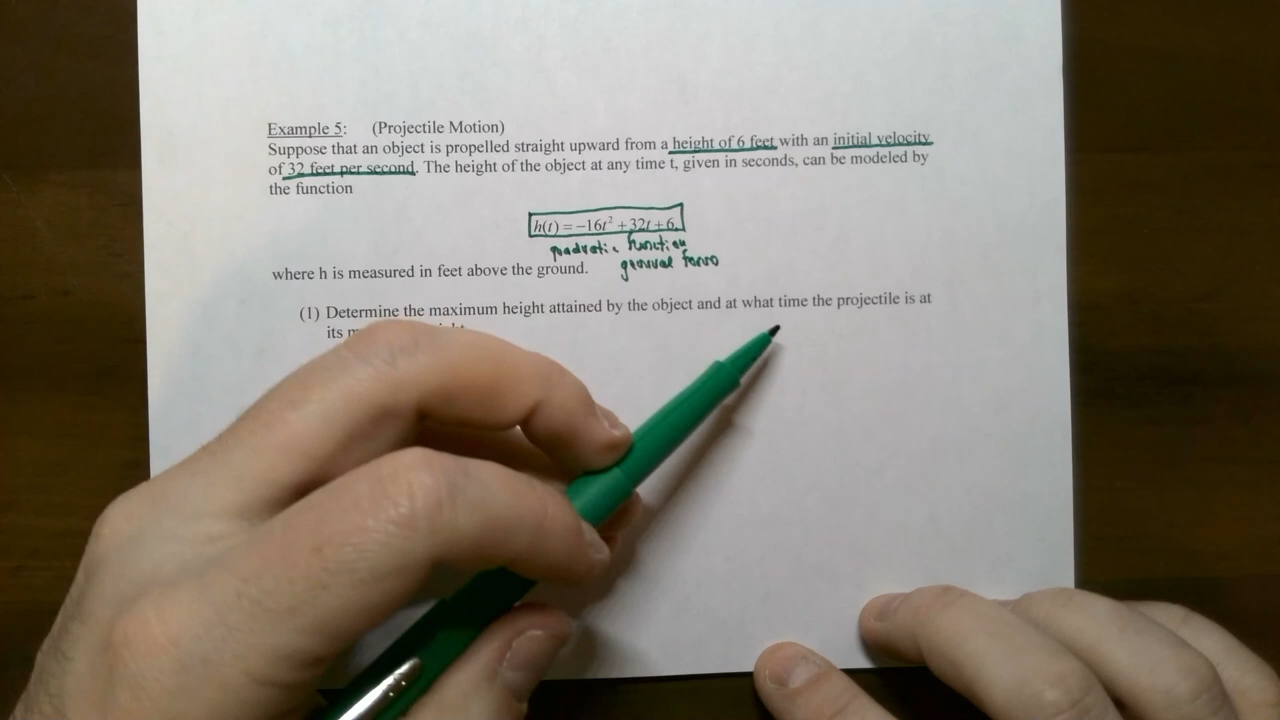 Example 5: (Projectile Motion)
Suppose that an object is propelled straight upward from a height of 6 feet with an initial velocity
of 32 feet per second. The height of the object at any time t, given in seconds, can be modeled by
the function
h(t) = −16t² + 32t + 6.
quadratic function
general form
where h is measured in feet above the ground.
(1) Determine the maximum height attained by the object and at what time the projectile is at
its